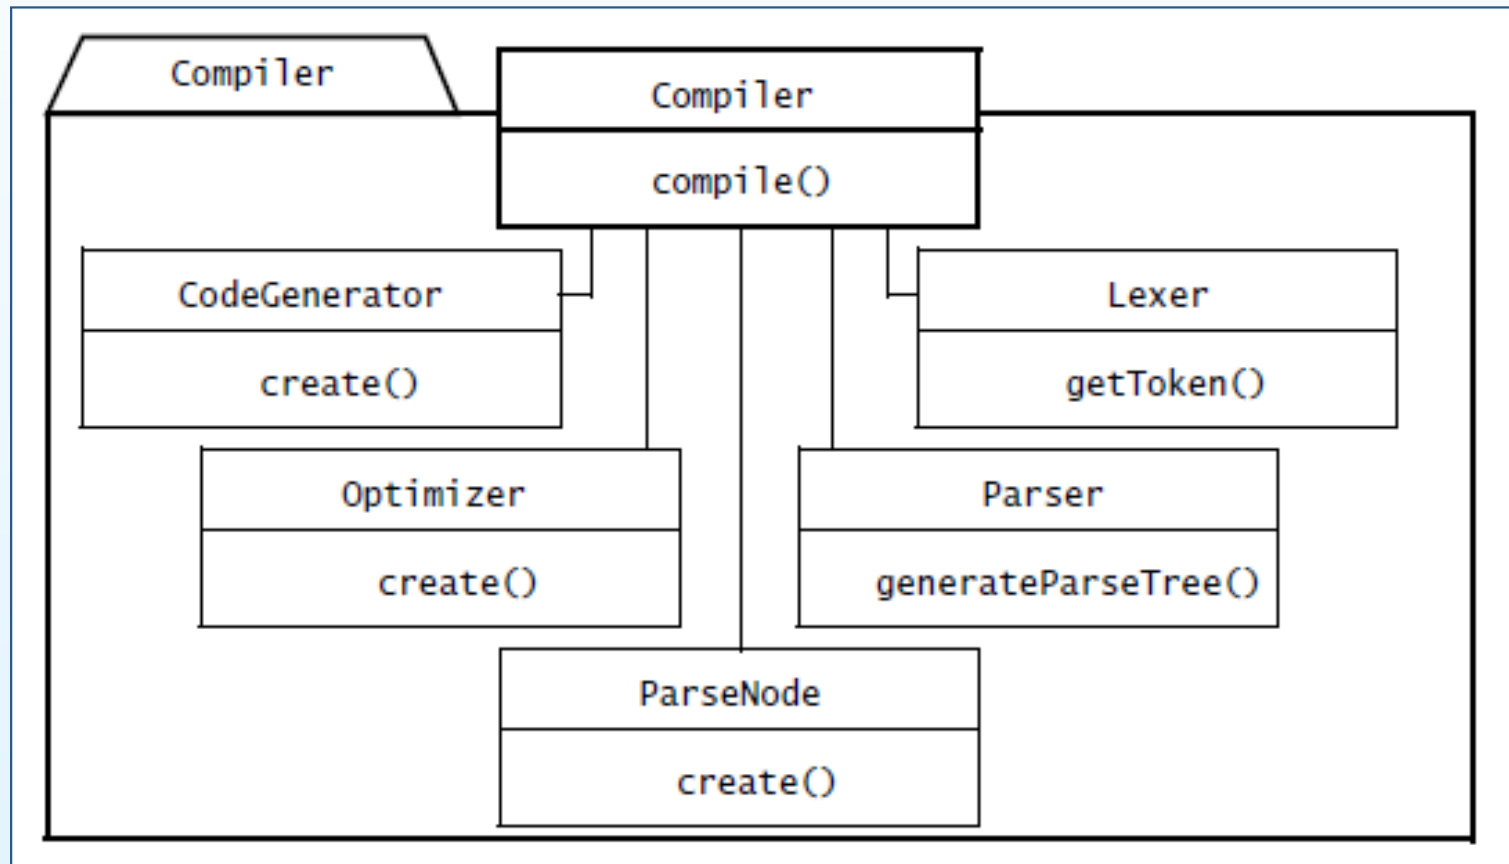 Compiler
Compiler
compile()
CodeGenerator
create()
Lexer
getToken()
Optimizer
create()
Parser
generateParseTree()
ParseNode
create()